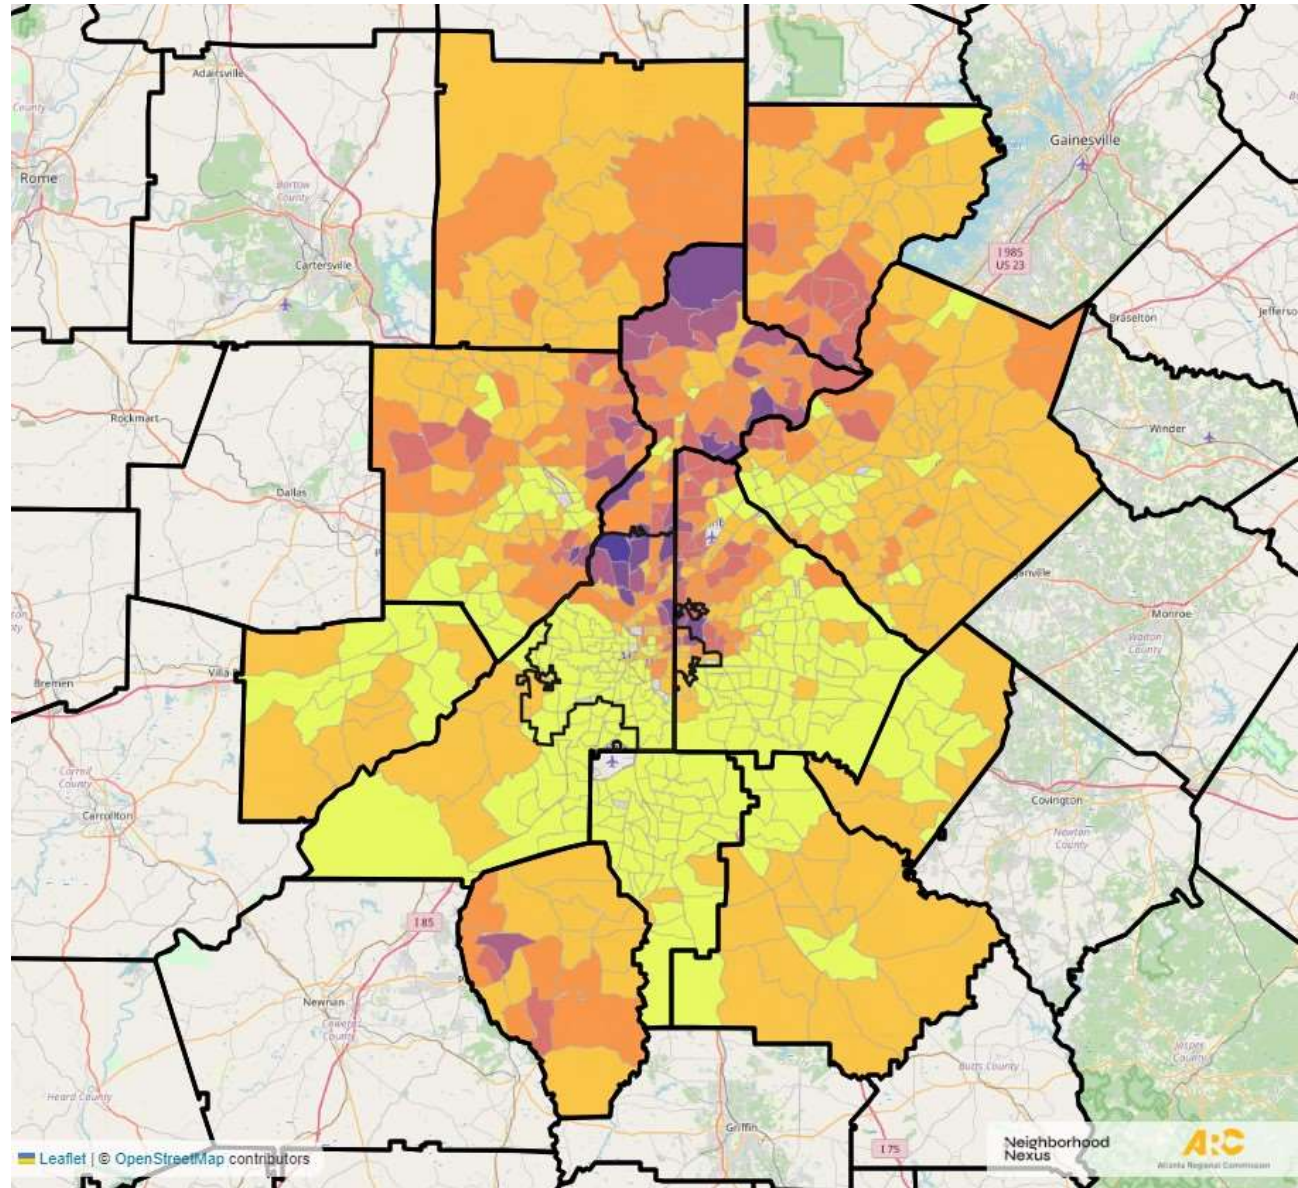 Adairsville
County
Rome
Bartow
County
Cartersville
Gainesville
I 985
US 23
Braselton
Rockmart
Winder
Dallas
Monroe
Walton
County
Bremen
Villa
Carroll
County
Carrollton
Covington
Newton
County
I 85
Newnan
Coweta
County
Heard County
Griffin
Butts County
Jasper
County
I 75
Leaflet | © OpenStreetMap contributors
Neighborhood
Nexus
ARC
Atlanta Regional Commission